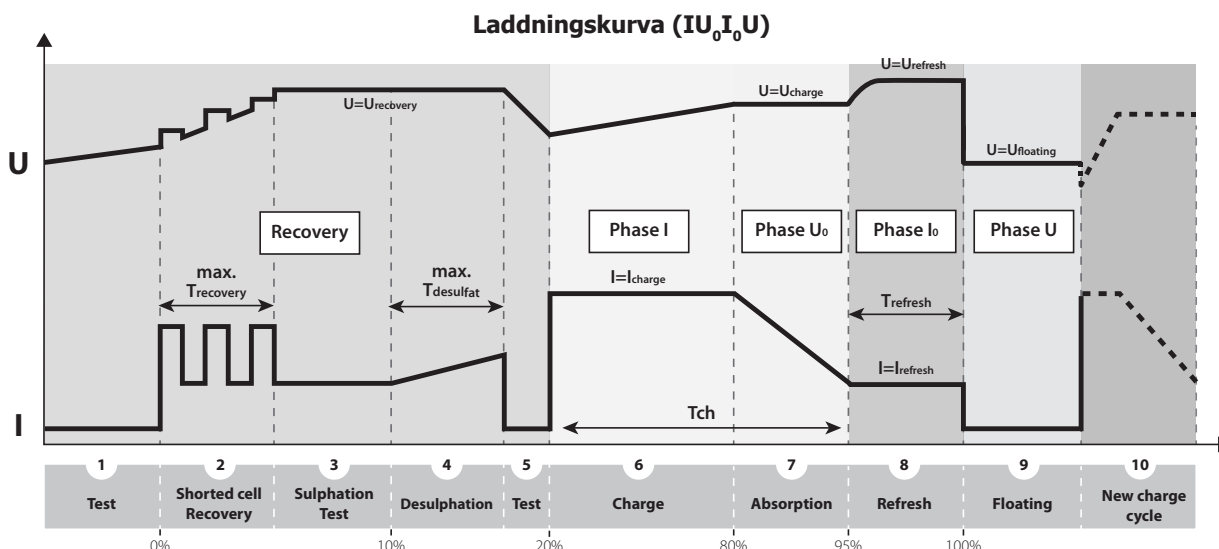 Laddningskurva (IU0I0U)
U=Urefresh
U=Urecovery
U=Ucharge
U
U=Ufloating
Recovery
Phase I
Phase U0
Phase I0
Phase U
max.
Trecovery
max.
Tdesulfat
I=Icharge
Trefresh
I=Irefresh
Tch
I
1
2
3
4
5
6
7
8
9
10
Test
Shorted cell
Recovery
Sulphation
Test
Desulphation
Test
Charge
Absorption
Refresh
Floating
New charge
cycle
0%
10%
20%
80%
95%
100%